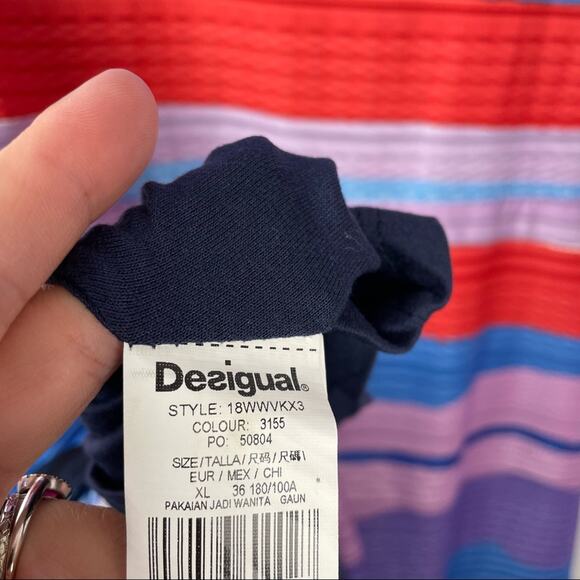 Desigual®
STYLE: 18WWVKX3
COLOUR: 3155
PO: 50804
SIZE/TALLA/尺码/尺碼\
EUR / MEX / CHI
XL 36 180/100A
PAKAIAN JADI WANITA GAUN